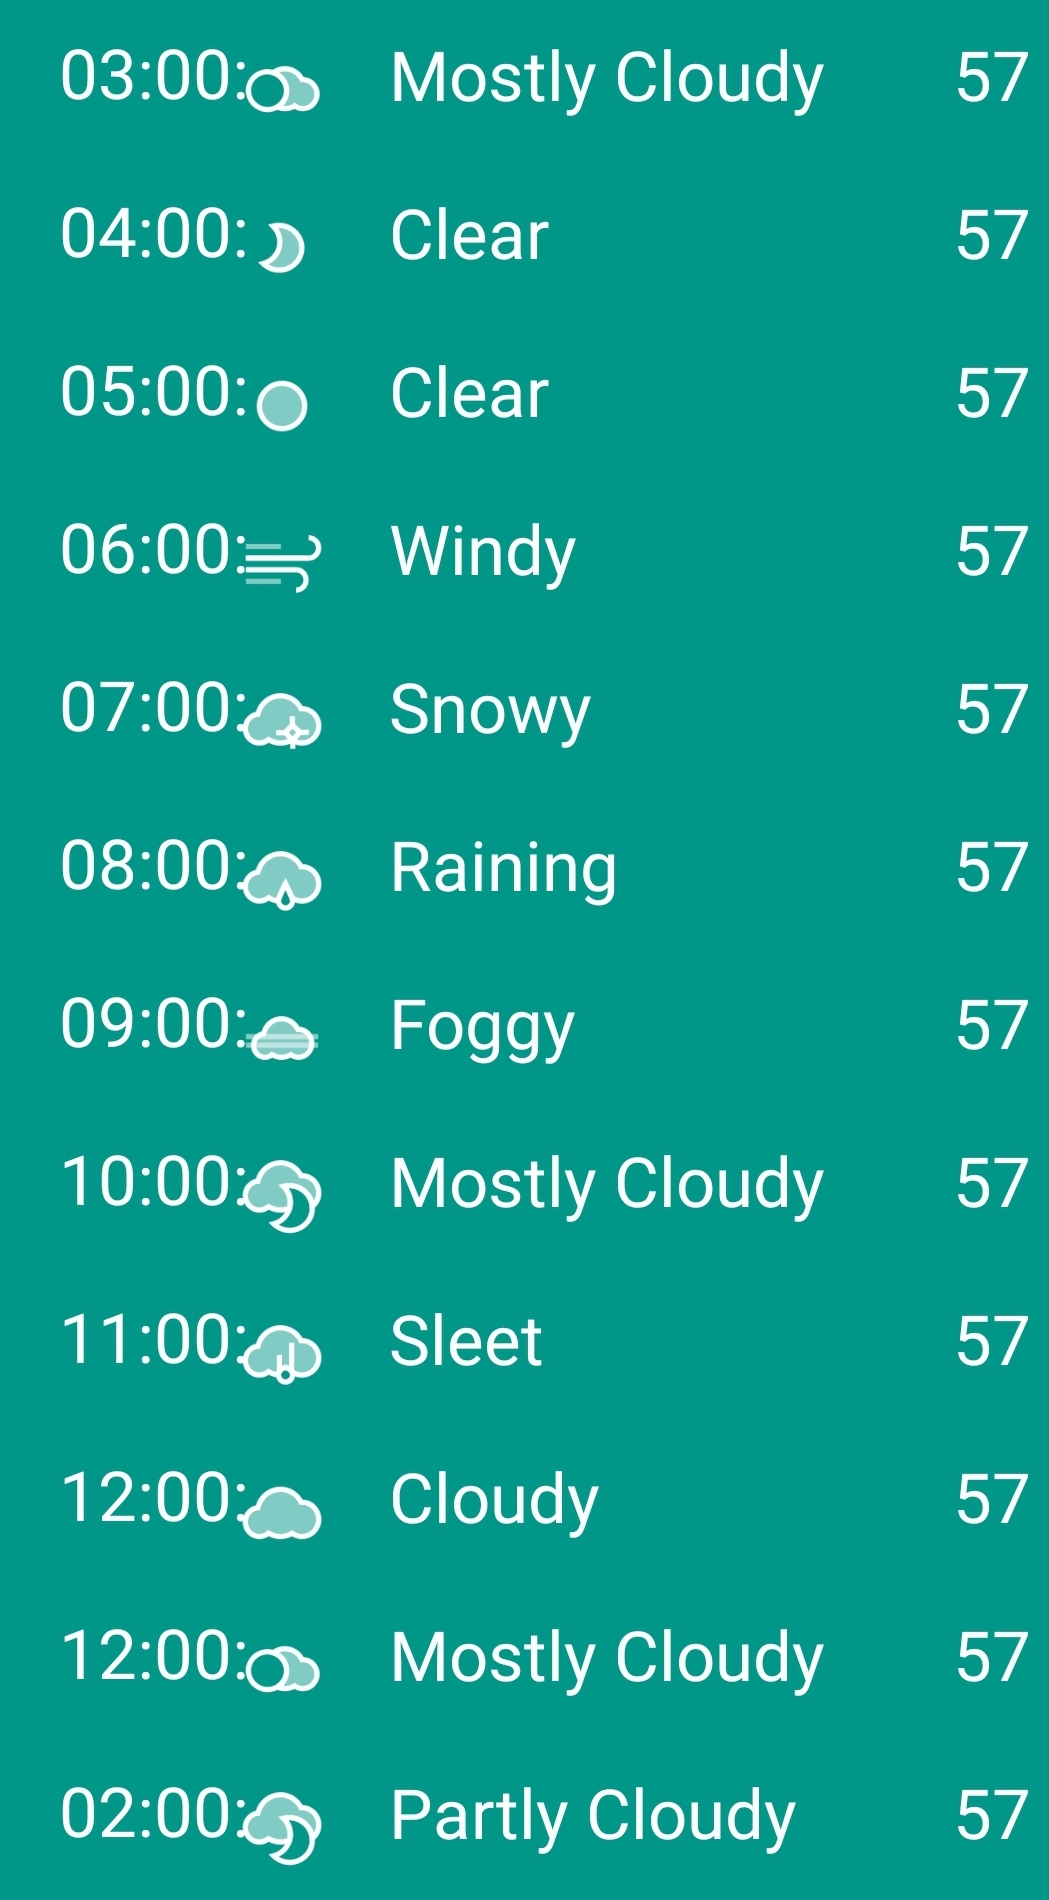 03:00: Mostly Cloudy 57
04:00: Clear 57
05:00: Clear 57
06:00: Windy 57
07:00: Snowy 57
08:00: Raining 57
09:00: Foggy 57
10:00: Mostly Cloudy 57
11:00: Sleet 57
12:00: Cloudy 57
12:00: Mostly Cloudy 57
02:00: Partly Cloudy 57